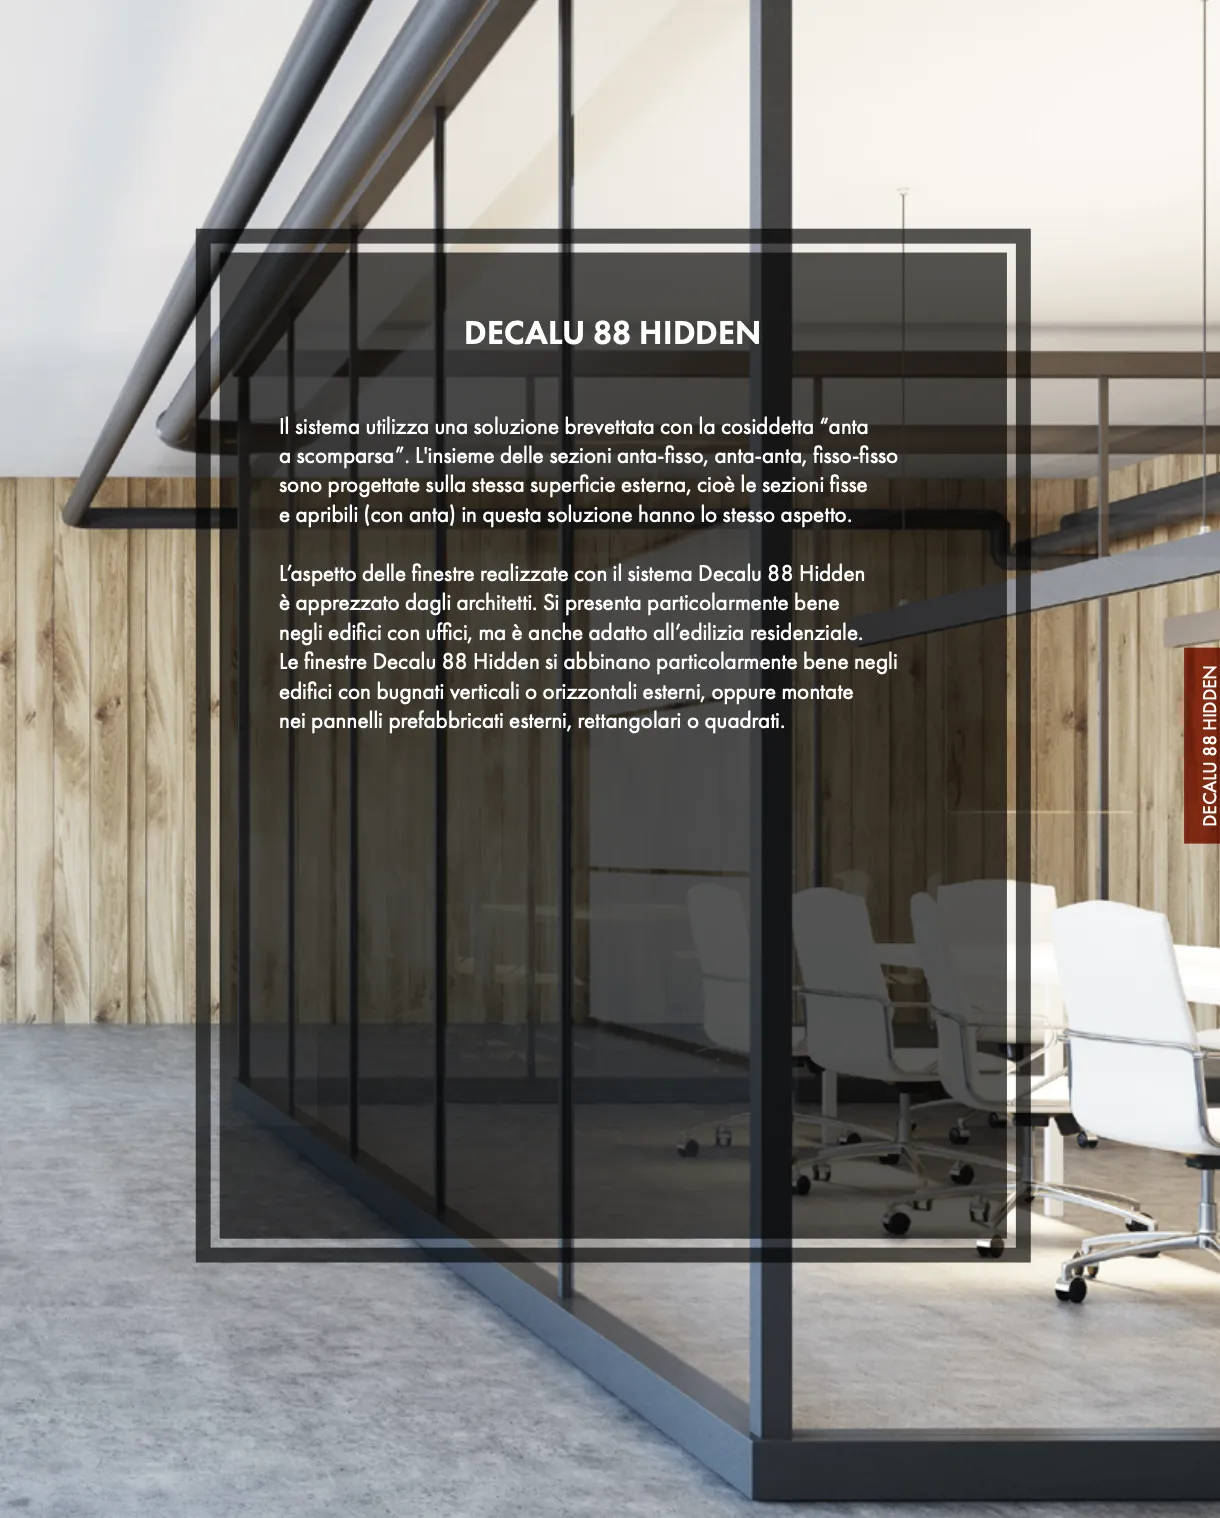 DECALU 88 HIDDEN
Il sistema utilizza una soluzione brevettata con la cosiddetta “anta
a scomparsa”. L'insieme delle sezioni anta-fisso, anta-anta, fisso-fisso
sono progettate sulla stessa superficie esterna, cioè le sezioni fisse
e apribili (con anta) in questa soluzione hanno lo stesso aspetto.
L’aspetto delle finestre realizzate con il sistema Decalu 88 Hidden
è apprezzato dagli architetti. Si presenta particolarmente bene
negli edifici con uffici, ma è anche adatto all’edilizia residenziale.
Le finestre Decalu 88 Hidden si abbinano particolarmente bene negli
edifici con bugnati verticali o orizzontali esterni, oppure montate
nei pannelli prefabbricati esterni, rettangolari o quadrati.
DECALU 88 HIDDEN